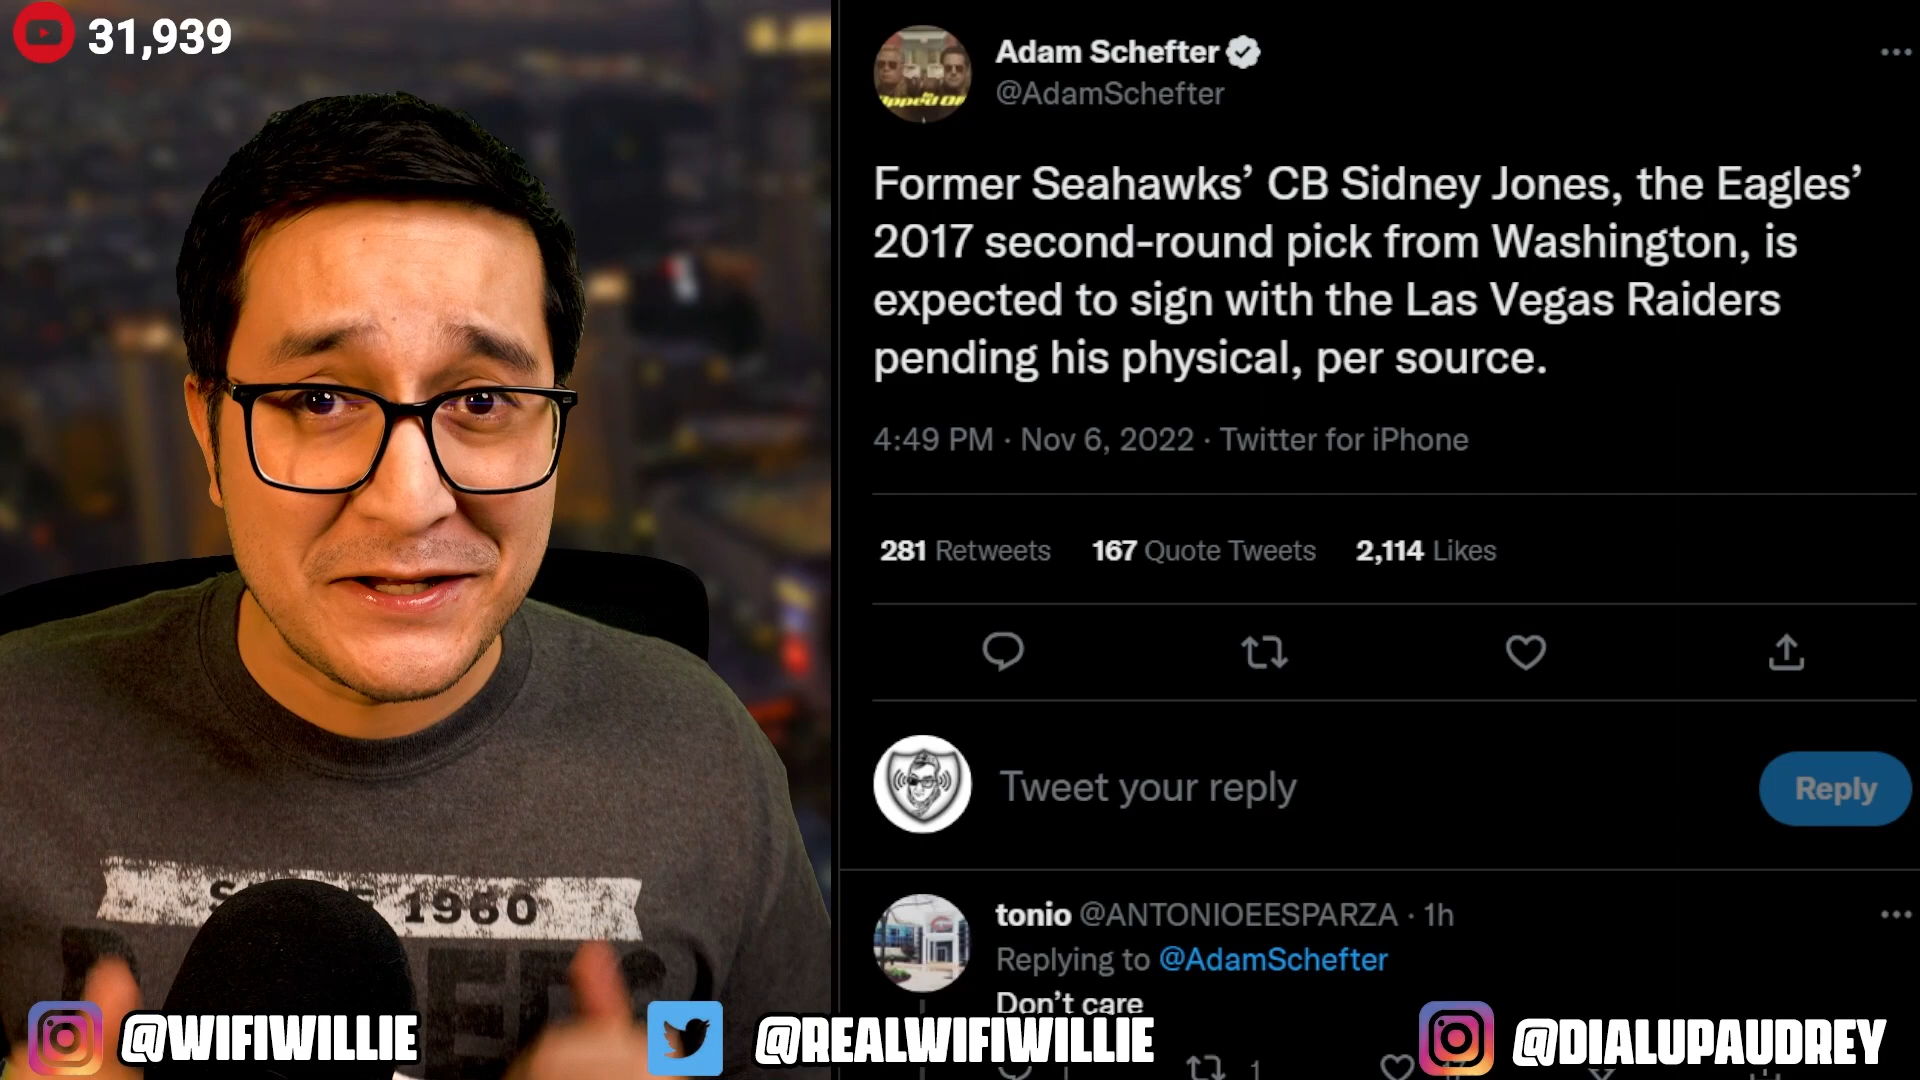 31,939
Adam Schefter
@AdamSchefter
Former Seahawks’ CB Sidney Jones, the Eagles’
2017 second-round pick from Washington, is
expected to sign with the Las Vegas Raiders
pending his physical, per source.
4:49 PM · Nov 6, 2022 · Twitter for iPhone
281 Retweets 167 Quote Tweets 2,114 Likes
Tweet your reply
Reply
tonio @ANTONIOEESPARZA · 1h
Replying to @AdamSchefter
Don’t care
1
1960
@WIFIWILLIE
@REALWIFIWILLIE
@DIALUPAUDREY